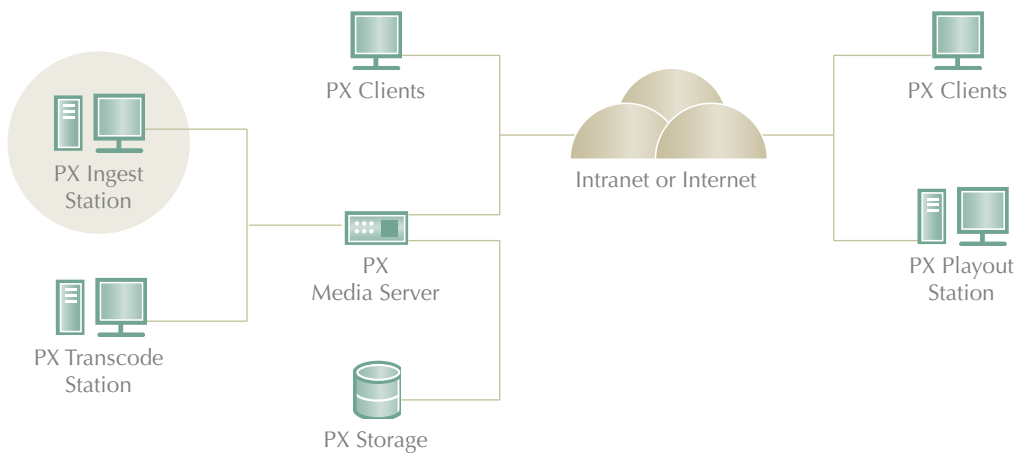 PX Clients
PX Clients
PX Ingest
Station
Intranet or Internet
PX
Media Server
PX Playout
Station
PX Transcode
Station
PX Storage